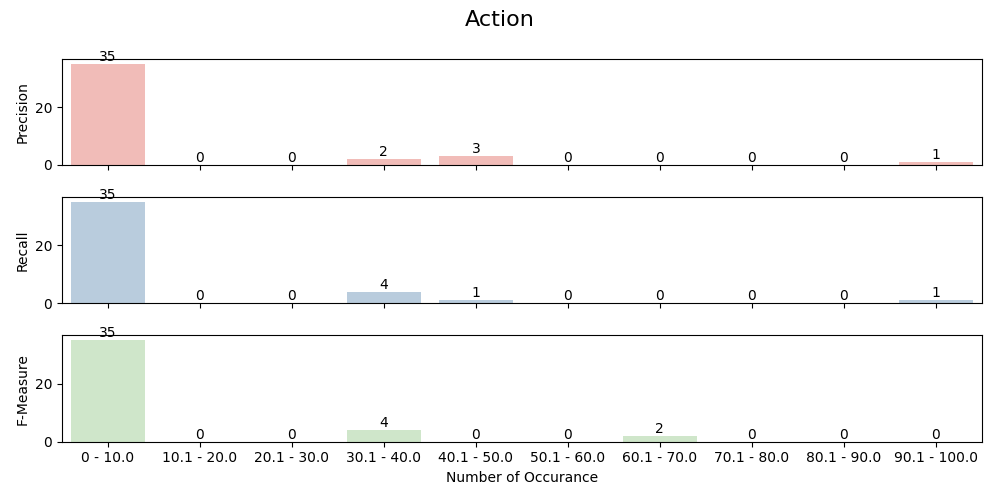 Action
Precision
20
0
35 0 0 2 3 0 0 0 0 1
Recall
20
0
35 0 0 4 1 0 0 0 0 1
F-Measure
20
0
35 0 0 4 0 0 2 0 0 0
0 - 10.0 10.1 - 20.0 20.1 - 30.0 30.1 - 40.0 40.1 - 50.0 50.1 - 60.0 60.1 - 70.0 70.1 - 80.0 80.1 - 90.0 90.1 - 100.0
Number of Occurance